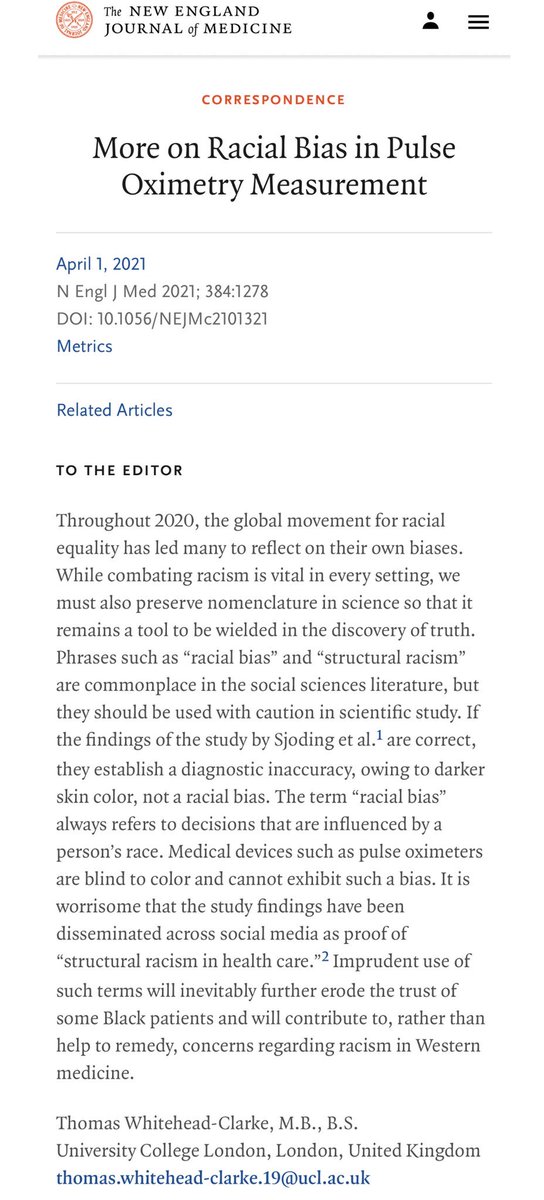 The NEW ENGLAND
JOURNAL of MEDICINE
CORRESPONDENCE
More on Racial Bias in Pulse
Oximetry Measurement
April 1, 2021
N Engl J Med 2021; 384:1278
DOI: 10.1056/NEJMc2101321
Metrics
Related Articles
TO THE EDITOR
Throughout 2020, the global movement for racial
equality has led many to reflect on their own biases.
While combating racism is vital in every setting, we
must also preserve nomenclature in science so that it
remains a tool to be wielded in the discovery of truth.
Phrases such as “racial bias” and “structural racism”
are commonplace in the social sciences literature, but
they should be used with caution in scientific study. If
the findings of the study by Sjoding et al.1 are correct,
they establish a diagnostic inaccuracy, owing to darker
skin color, not a racial bias. The term “racial bias”
always refers to decisions that are influenced by a
person’s race. Medical devices such as pulse oximeters
are blind to color and cannot exhibit such a bias. It is
worrisome that the study findings have been
disseminated across social media as proof of
“structural racism in health care.”2 Imprudent use of
such terms will inevitably further erode the trust of
some Black patients and will contribute to, rather than
help to remedy, concerns regarding racism in Western
medicine.
Thomas Whitehead-Clarke, M.B., B.S.
University College London, London, United Kingdom
thomas.whitehead-clarke.19@ucl.ac.uk